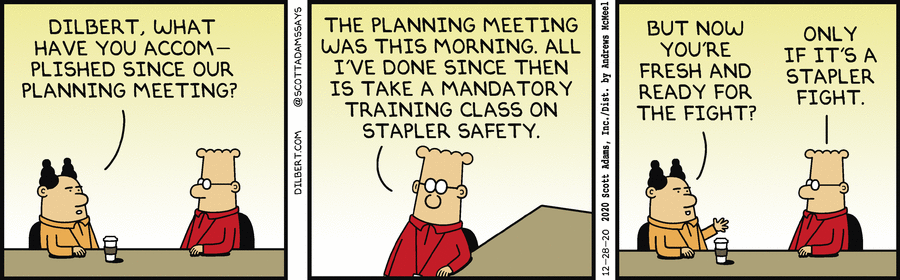 DILBERT, WHAT
HAVE YOU ACCOM–
PLISHED SINCE OUR
PLANNING MEETING?
DILBERT.COM @SCOTTADAMSSAYS
THE PLANNING MEETING
WAS THIS MORNING. ALL
I'VE DONE SINCE THEN
IS TAKE A MANDATORY
TRAINING CLASS ON
STAPLER SAFETY.
12-28-20 2020 Scott Adams, Inc./Dist. by Andrews McMeel
BUT NOW
YOU'RE
FRESH AND
READY FOR
THE FIGHT?
ONLY
IF IT'S A
STAPLER
FIGHT.